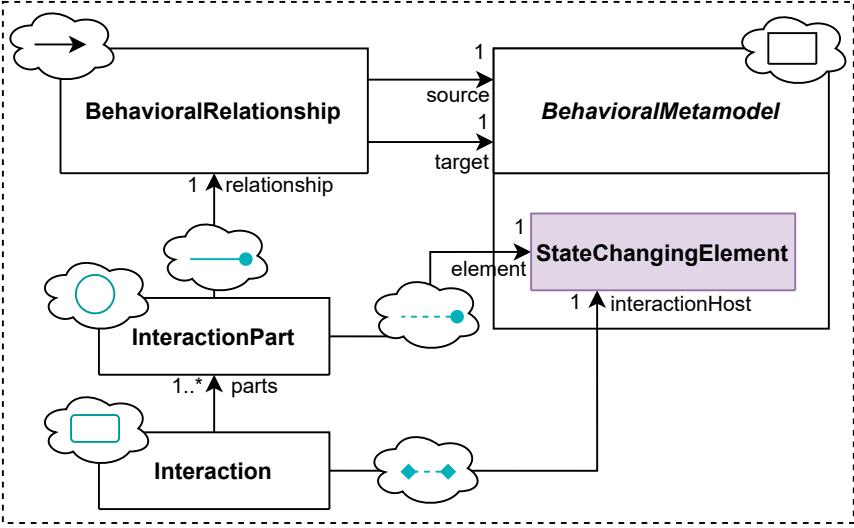 1
source
BehavioralRelationship
BehavioralMetamodel
1
target
1 relationship
1
StateChangingElement
element
1 interactionHost
InteractionPart
1..* parts
Interaction